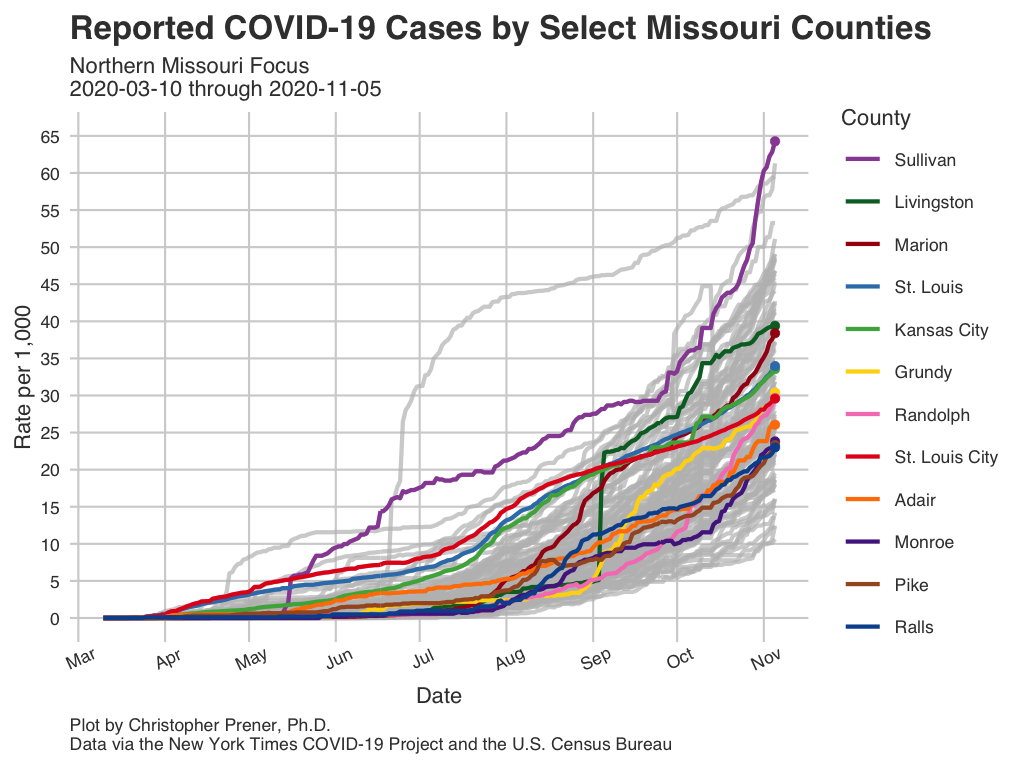 Reported COVID-19 Cases by Select Missouri Counties
Northern Missouri Focus
2020-03-10 through 2020-11-05
County
Sullivan
Livingston
Marion
St. Louis
Kansas City
Grundy
Randolph
St. Louis City
Adair
Monroe
Pike
Ralls
Rate per 1,000
65
60
55
50
45
40
35
30
25
20
15
10
5
0
Mar
Apr
May
Jun
Jul
Aug
Sep
Oct
Nov
Date
Plot by Christopher Prener, Ph.D.
Data via the New York Times COVID-19 Project and the U.S. Census Bureau